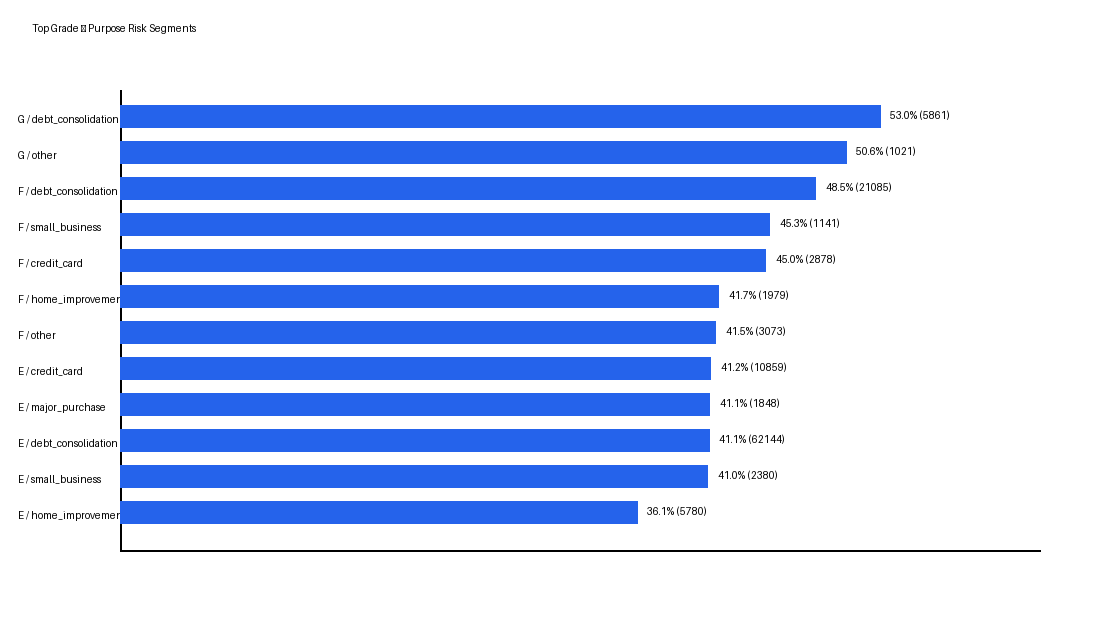 Top Grade ▯ Purpose Risk Segments
G / debt_consolidation 53.0% (5861)
G / other 50.6% (1021)
F / debt_consolidation 48.5% (21085)
F / small_business 45.3% (1141)
F / credit_card 45.0% (2878)
F / home_improvemen 41.7% (1979)
F / other 41.5% (3073)
E / credit_card 41.2% (10859)
E / major_purchase 41.1% (1848)
E / debt_consolidation 41.1% (62144)
E / small_business 41.0% (2380)
E / home_improvemen 36.1% (5780)